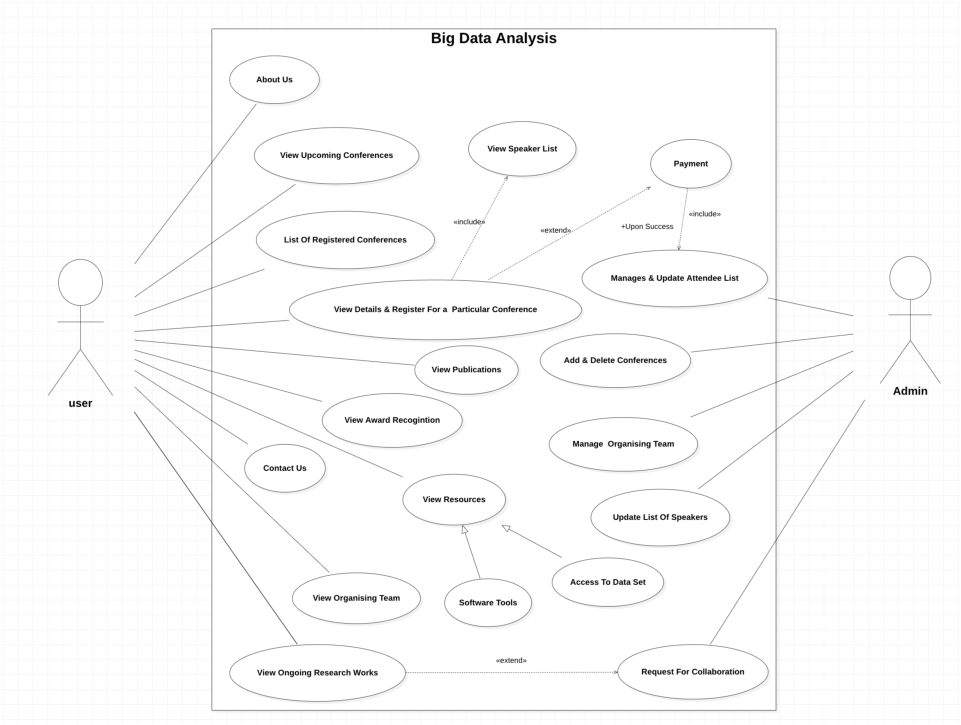 Big Data Analysis
About Us
View Upcoming Conferences
View Speaker List
Payment
«include»
«extend»
«include»
+Upon Success
List Of Registered Conferences
Manages & Update Attendee List
View Details & Register For a  Particular Conference
View Publications
Add & Delete Conferences
user
Admin
View Award Recogintion
Manage  Organising Team
Contact Us
View Resources
Update List Of Speakers
Access To Data Set
View Organising Team
Software Tools
«extend»
View Ongoing Research Works
Request For Collaboration